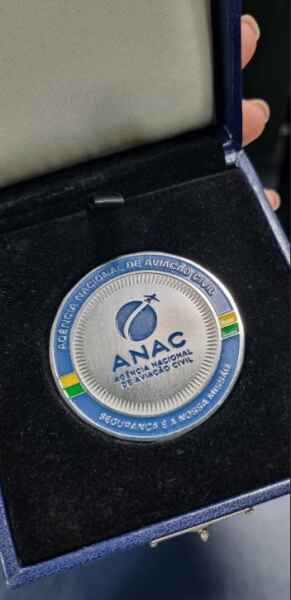 AGÊNCIA NACIONAL DE AVIAÇÃO CIVIL
ANAC
AGÊNCIA NACIONAL
DE AVIAÇÃO CIVIL
SEGURANÇA É A NOSSA MISSÃO